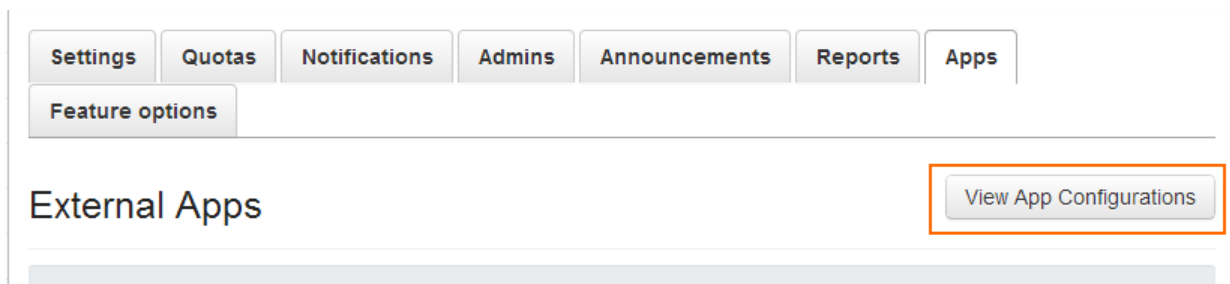 Settings Quotas Notifications Admins Announcements Reports Apps
Feature options
External Apps
View App Configurations